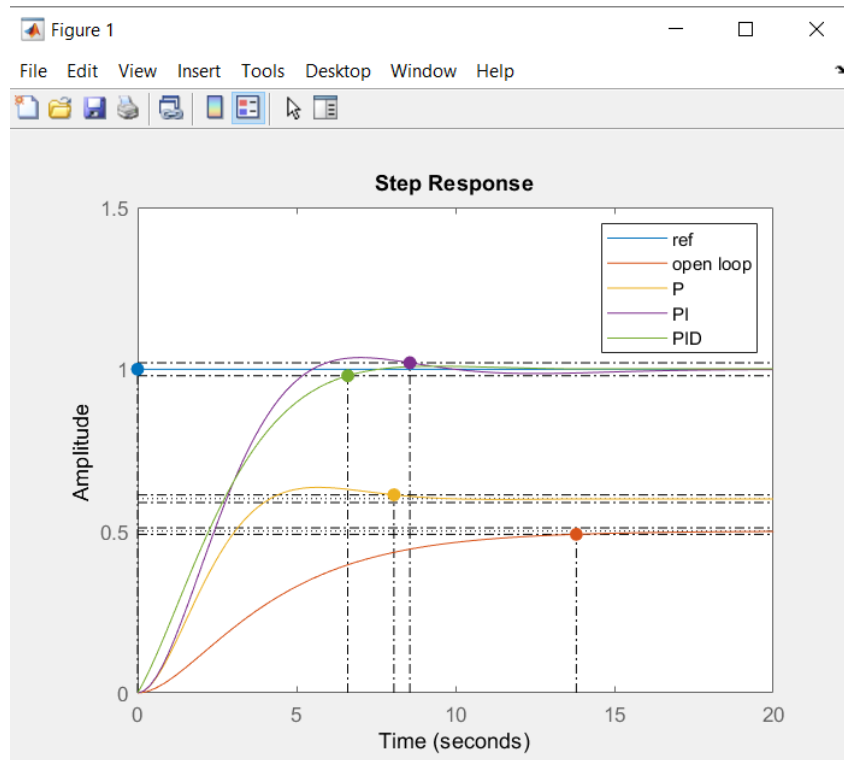 Figure 1
File Edit View Insert Tools Desktop Window Help
Step Response
1.5
1
0.5
0
0 5 10 15 20
Amplitude
Time (seconds)
ref
open loop
P
PI
PID